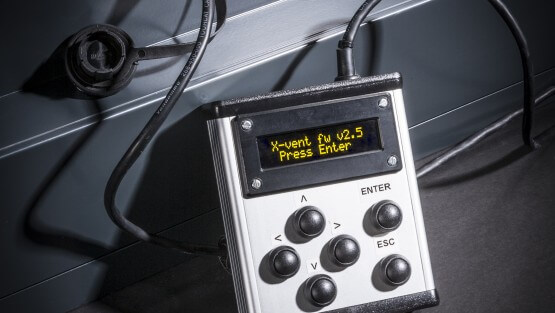 X-vent fw v2.5
Press Enter
ENTER
ESC